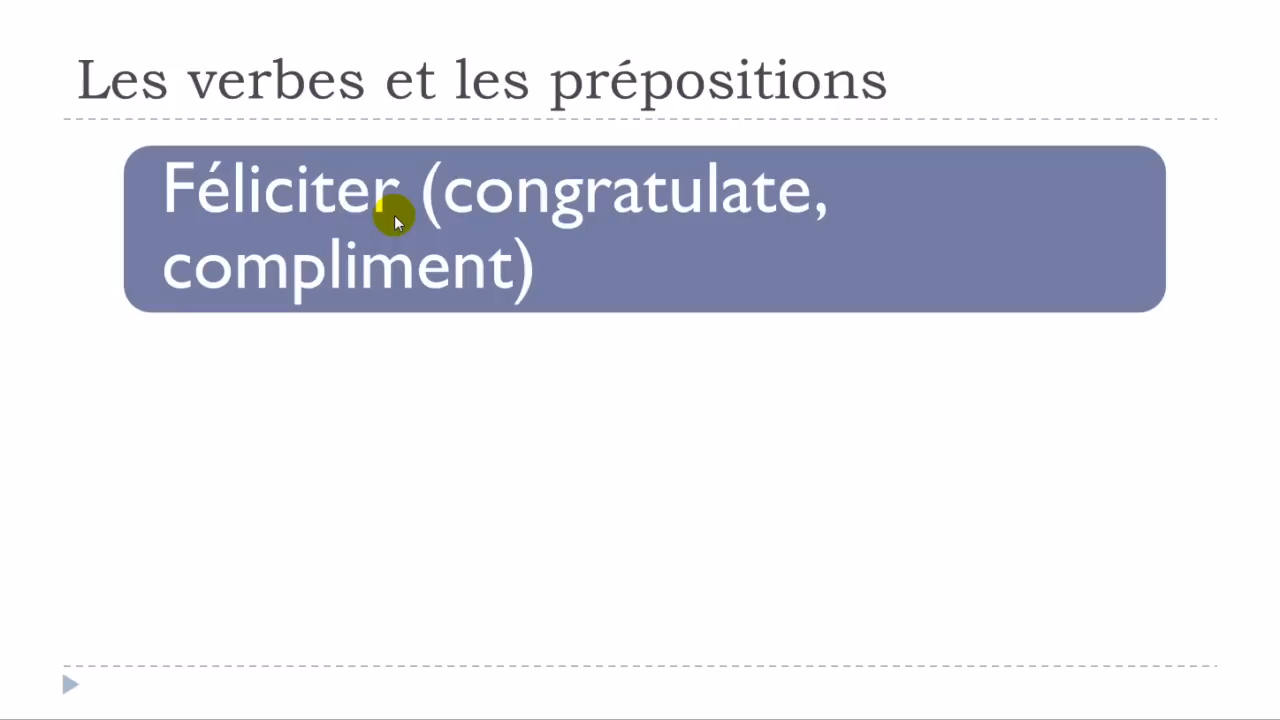 Les verbes et les prépositions
Féliciter (congratulate,
compliment)